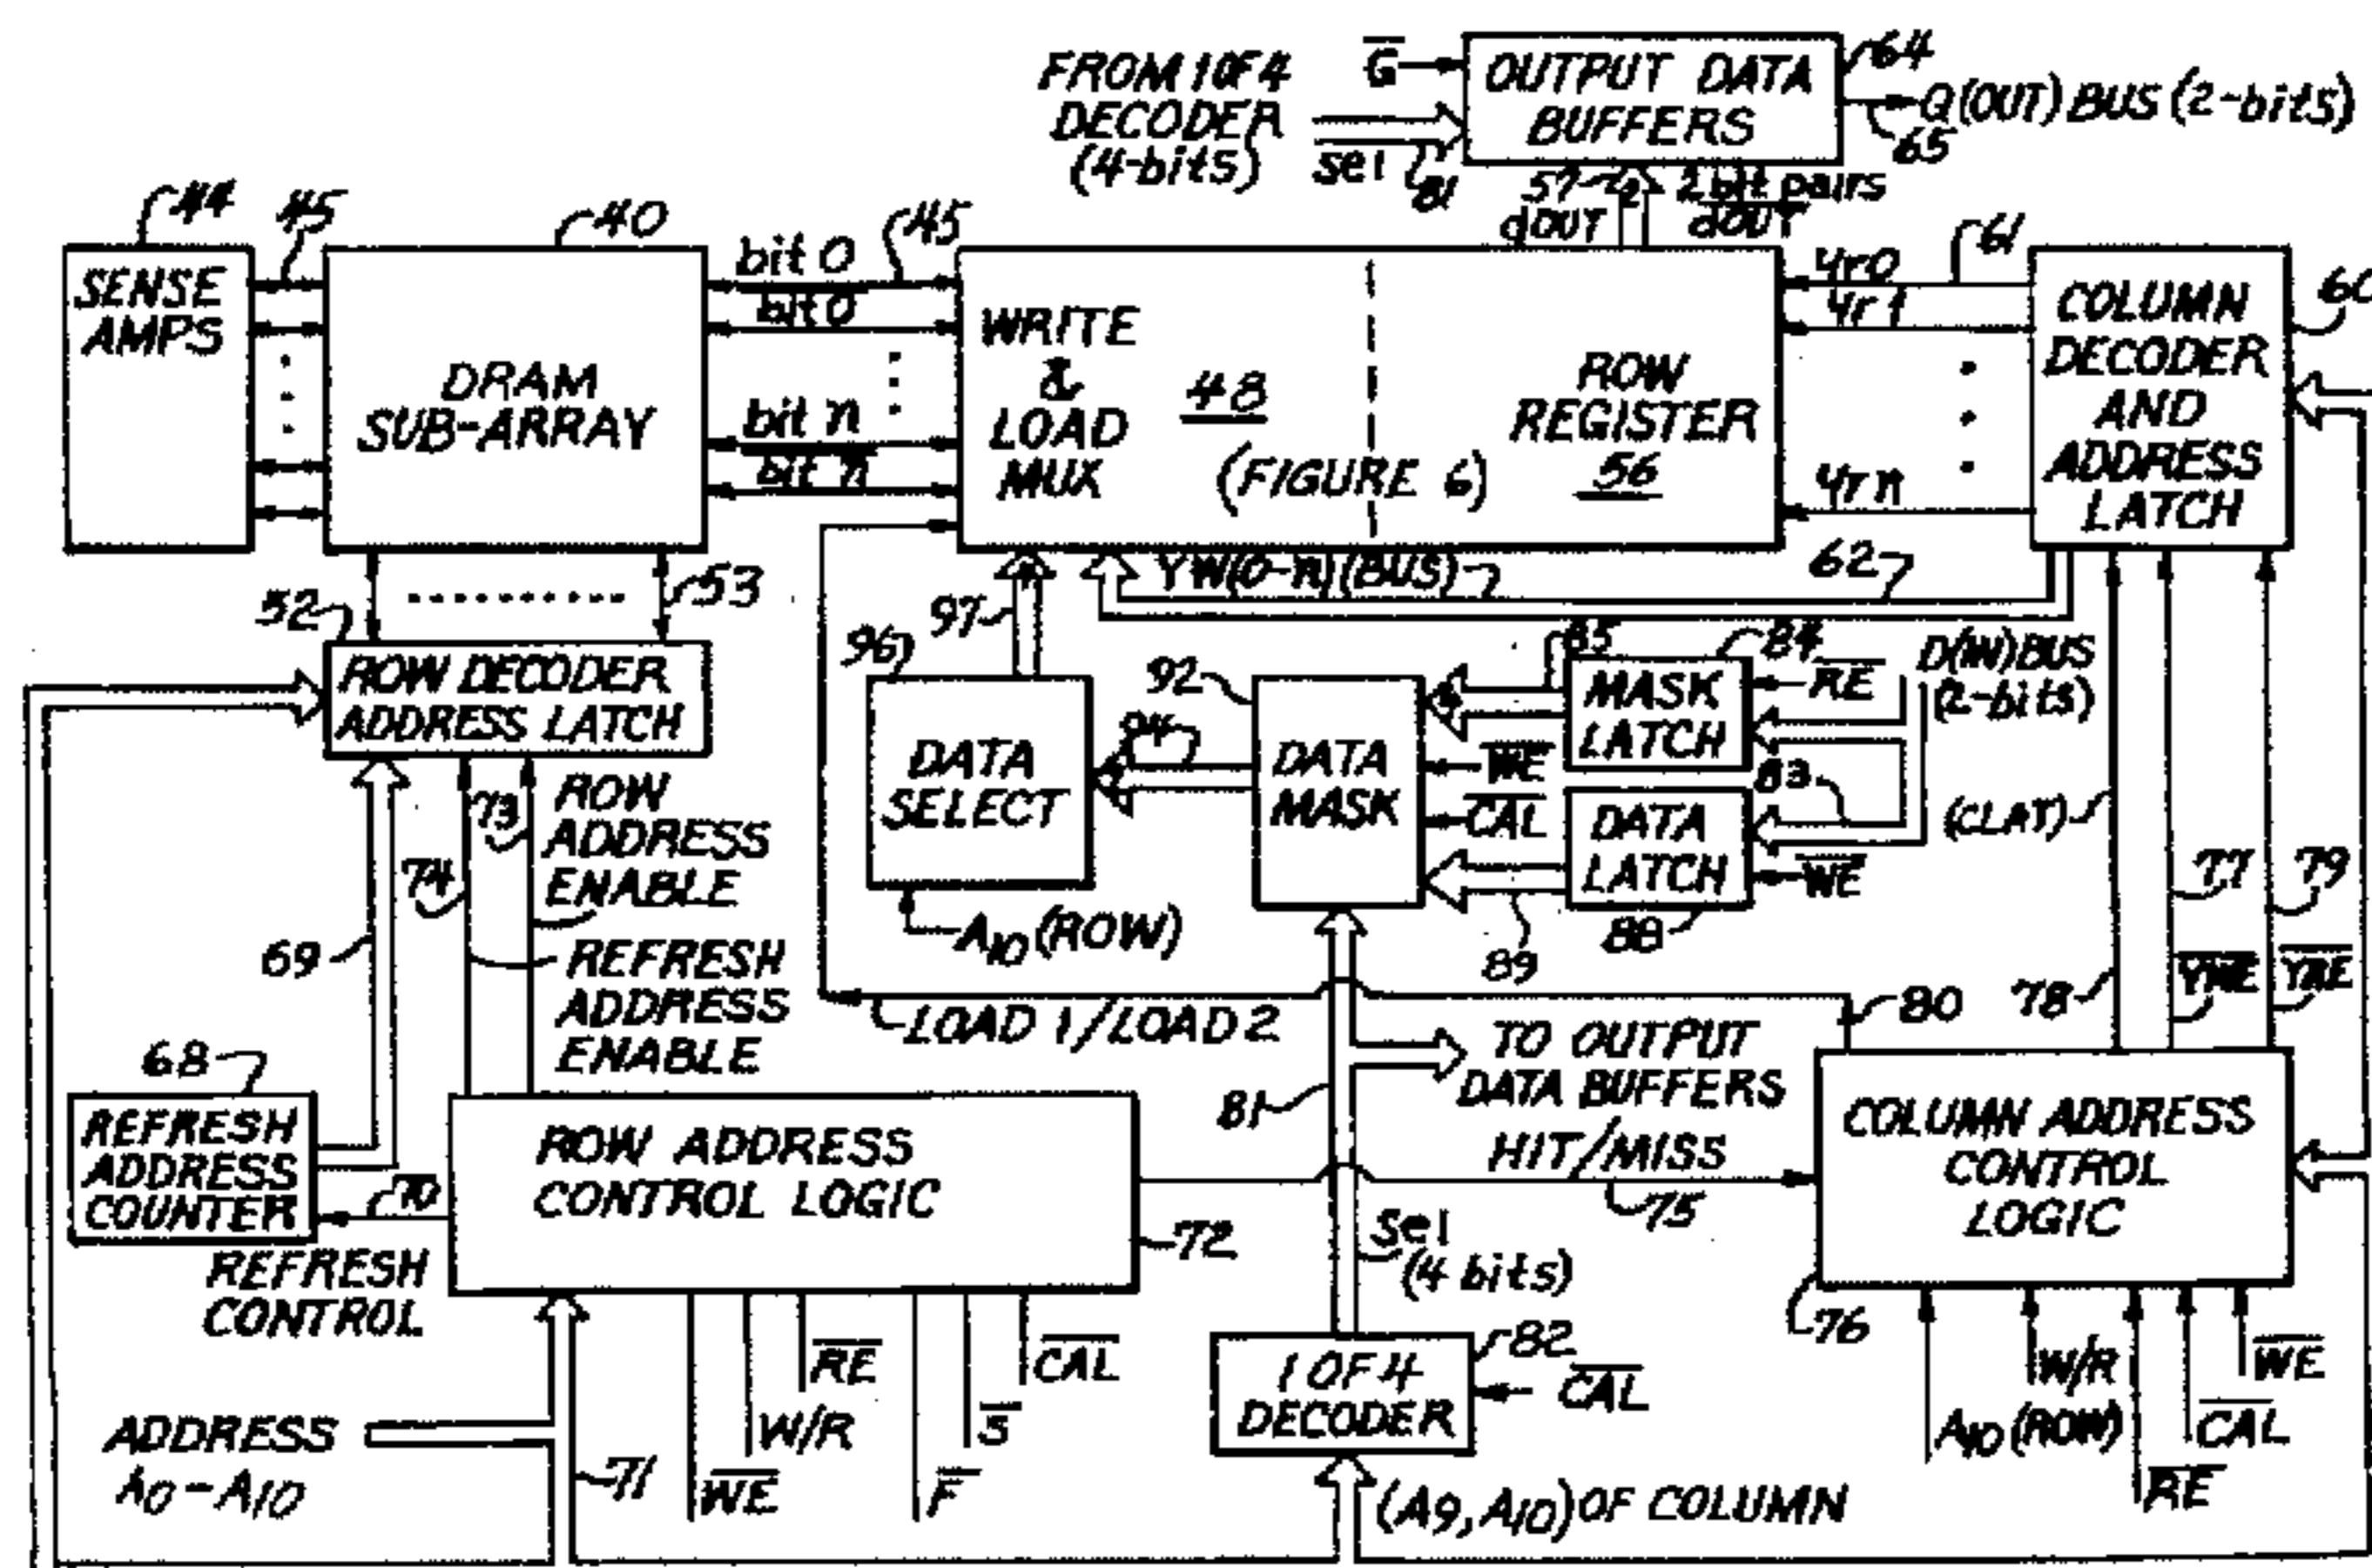 FROM 1 OF 4
DECODER
(4-bits)
G
sel
81
OUTPUT DATA
BUFFERS
64
Q(OUT) BUS (2-bits)
65
57
2
2 bit pairs
dOUT
dOUT
44
45
SENSE
AMPS
40
DRAM
SUB-ARRAY
bit 0
bit 0
45
bit n
bit n
WRITE
&
LOAD
MUX
48
(FIGURE 6)
ROW
REGISTER
56
Yr0
Yr1
Yrn
61
COLUMN
DECODER
AND
ADDRESS
LATCH
60
52
53
ROW DECODER
ADDRESS LATCH
YW(0-n)(BUS)
62
97
96
DATA
SELECT
A10 (ROW)
94
92
DATA
MASK
85
84
MASK
LATCH
RE
D(IN) BUS
(2-bits)
WE
CAL
83
DATA
LATCH
WE
89
88
(CLAT)
77
79
78
YWE
YRE
69
74
73
ROW
ADDRESS
ENABLE
REFRESH
ADDRESS
ENABLE
LOAD 1/LOAD 2
80
81
TO OUTPUT
DATA BUFFERS
68
REFRESH
ADDRESS
COUNTER
70
REFRESH
CONTROL
ROW ADDRESS
CONTROL LOGIC
72
HIT/MISS
75
COLUMN ADDRESS
CONTROL
LOGIC
76
Sel
(4 bits)
82
1 OF 4
DECODER
CAL
ADDRESS
A0-A10
71
WE
W/R
RE
F
S
CAL
(A9, A10) OF COLUMN
A10 (ROW)
W/R
RE
CAL
WE